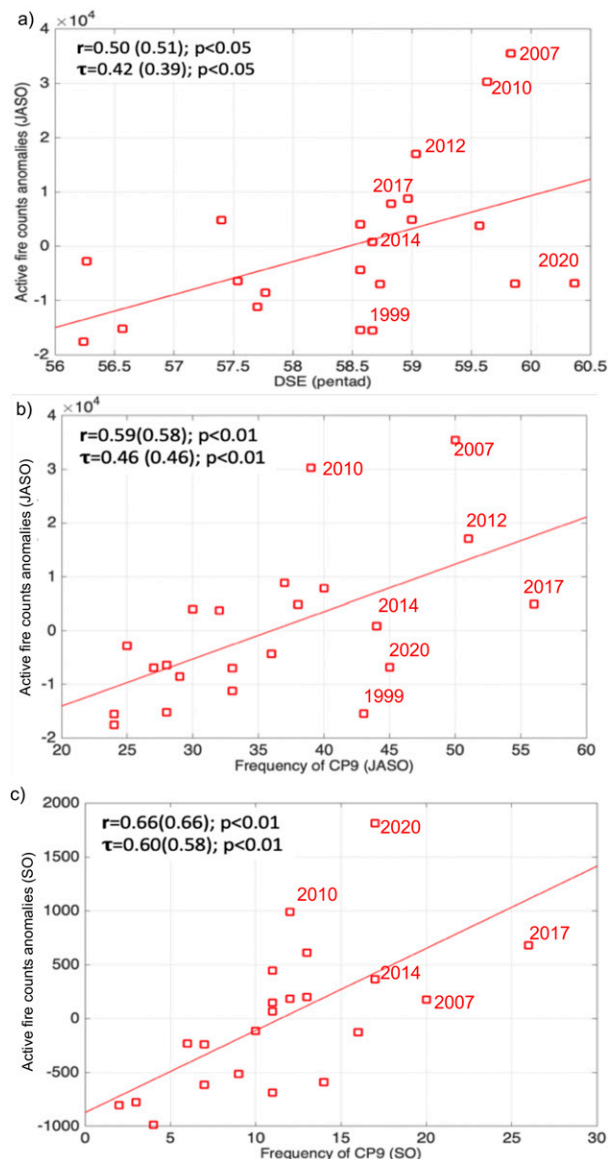 a)
×10⁴
r=0.50 (0.51); p<0.05
τ=0.42 (0.39); p<0.05
2007
2010
2012
2017
2014
2020
1999
4
3
2
1
0
-1
-2
Active fire counts anomalies (JASO)
56 56.5 57 57.5 58 58.5 59 59.5 60 60.5
DSE (pentad)
b)
×10⁴
r=0.59(0.58); p<0.01
τ=0.46 (0.46); p<0.01
2007
2010
2012
2017
2014
2020
1999
4
3
2
1
0
-1
-2
Active fire counts anomalies (JASO)
20 25 30 35 40 45 50 55 60
Frequency of CP9 (JASO)
c)
r=0.66(0.66); p<0.01
τ=0.60(0.58); p<0.01
2020
2010
2017
2014
2007
2000
1500
1000
500
0
-500
-1000
Active fire counts anomalies (SO)
0 5 10 15 20 25 30
Frequency of CP9 (SO)